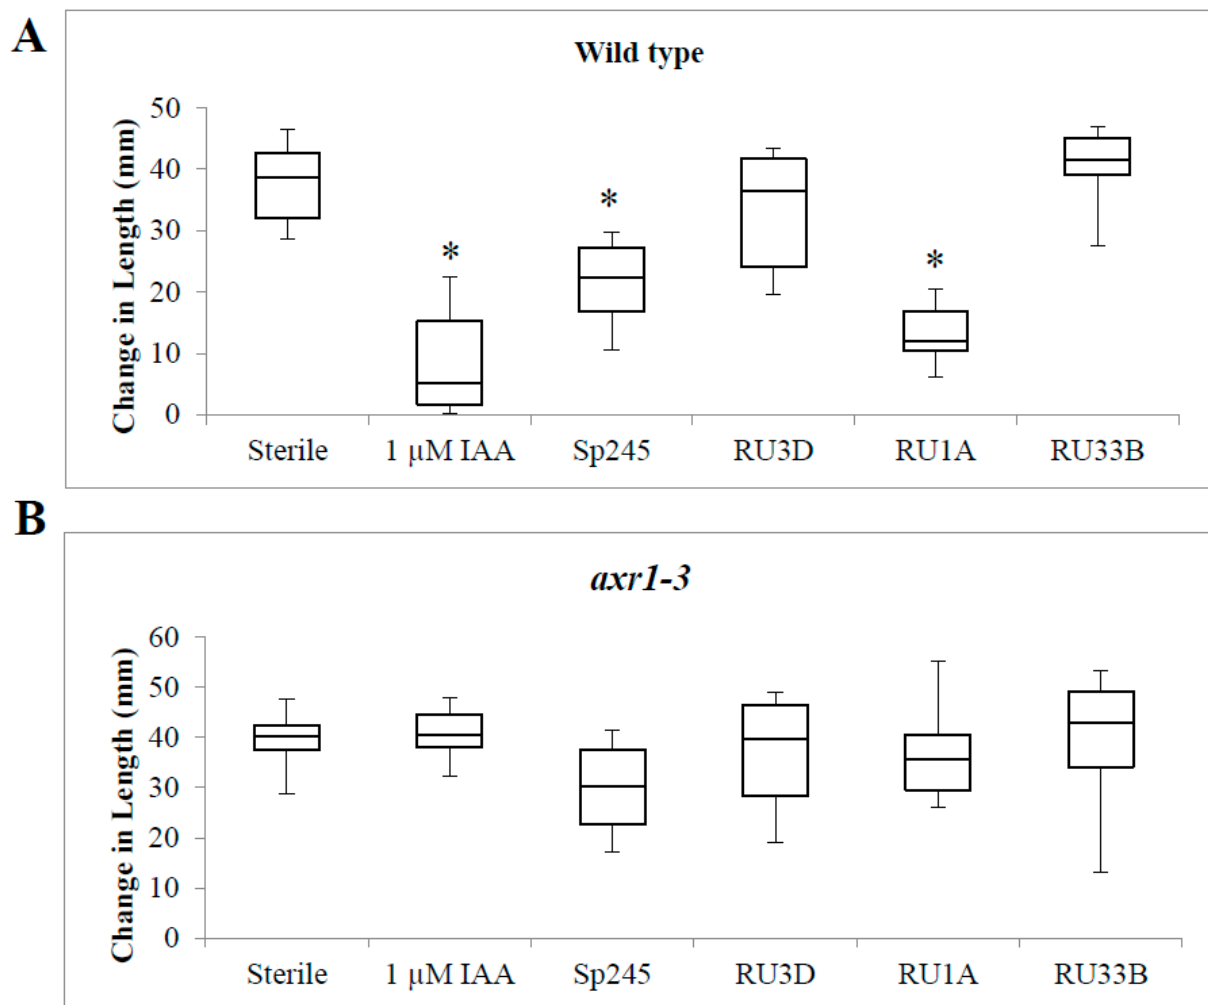 A
Wild type
Change in Length (mm)
50
40
30
20
10
0
*
*
*
Sterile
1 µM IAA
Sp245
RU3D
RU1A
RU33B
B
axr1-3
Change in Length (mm)
60
50
40
30
20
10
0
Sterile
1 µM IAA
Sp245
RU3D
RU1A
RU33B